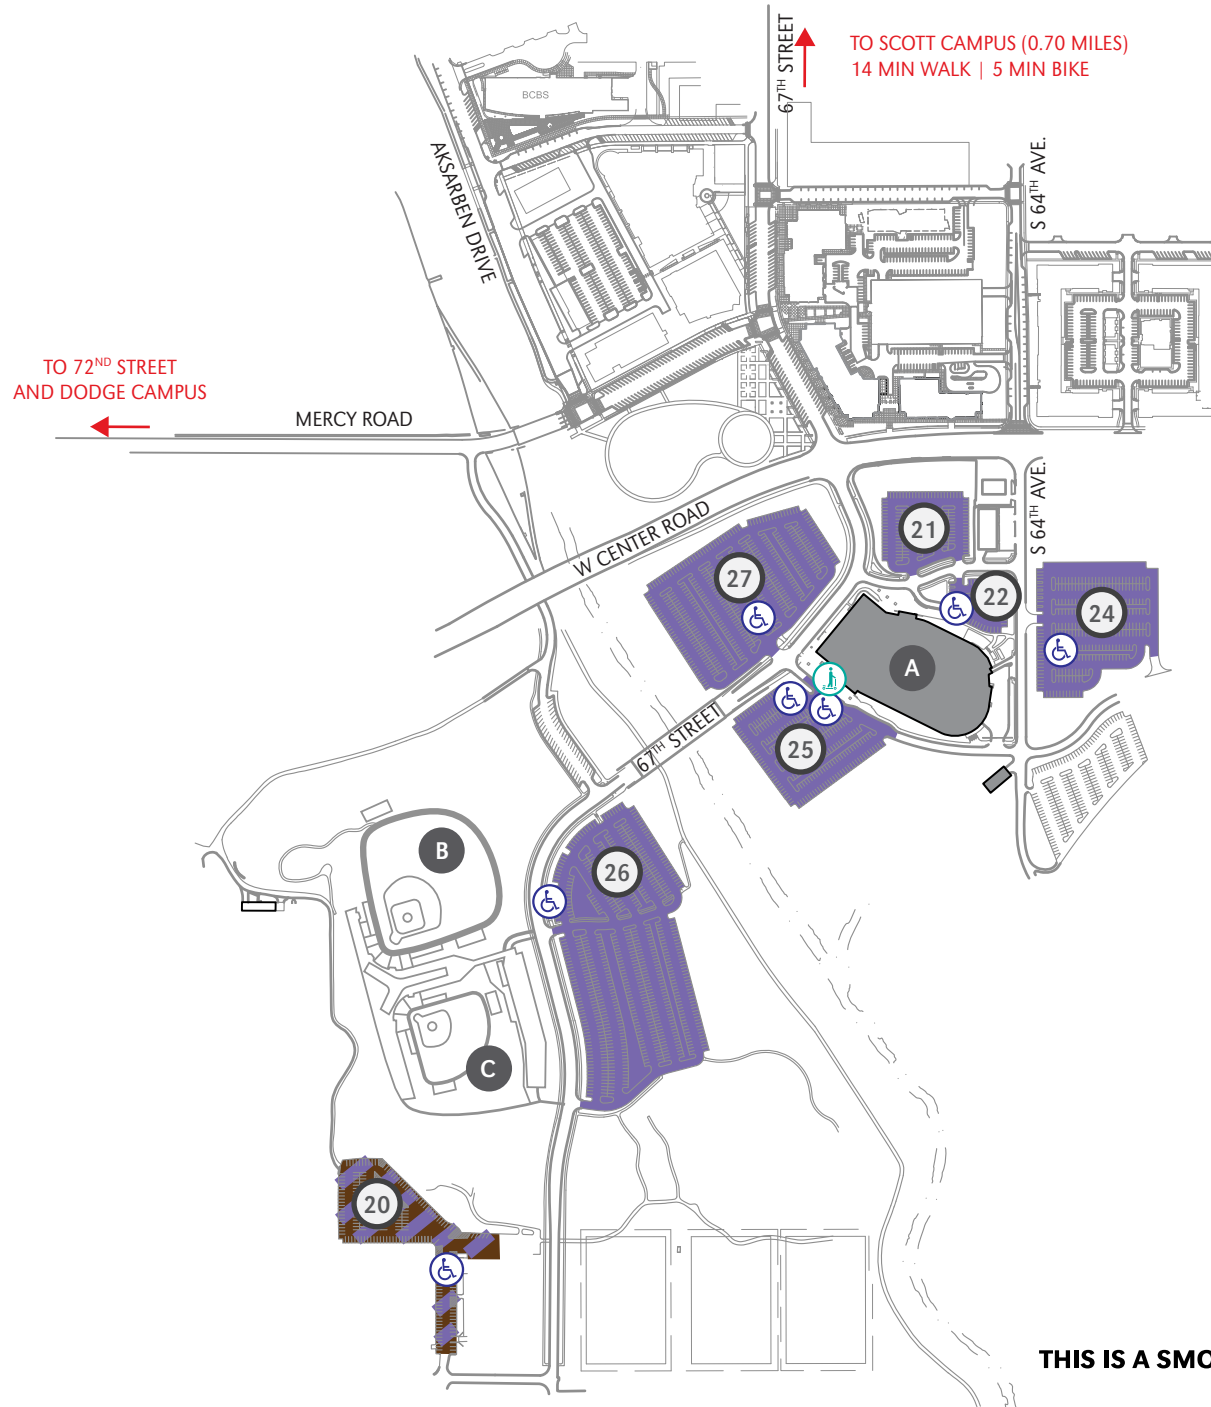 67TH STREET
TO SCOTT CAMPUS (0.70 MILES)
14 MIN WALK | 5 MIN BIKE
BCBS
AKSARBEN DRIVE
S 64TH AVE.
TO 72ND STREET
AND DODGE CAMPUS
MERCY ROAD
W CENTER ROAD
S 64TH AVE.
21
27
22
24
A
67TH STREET
25
B
26
C
20
THIS IS A SMO